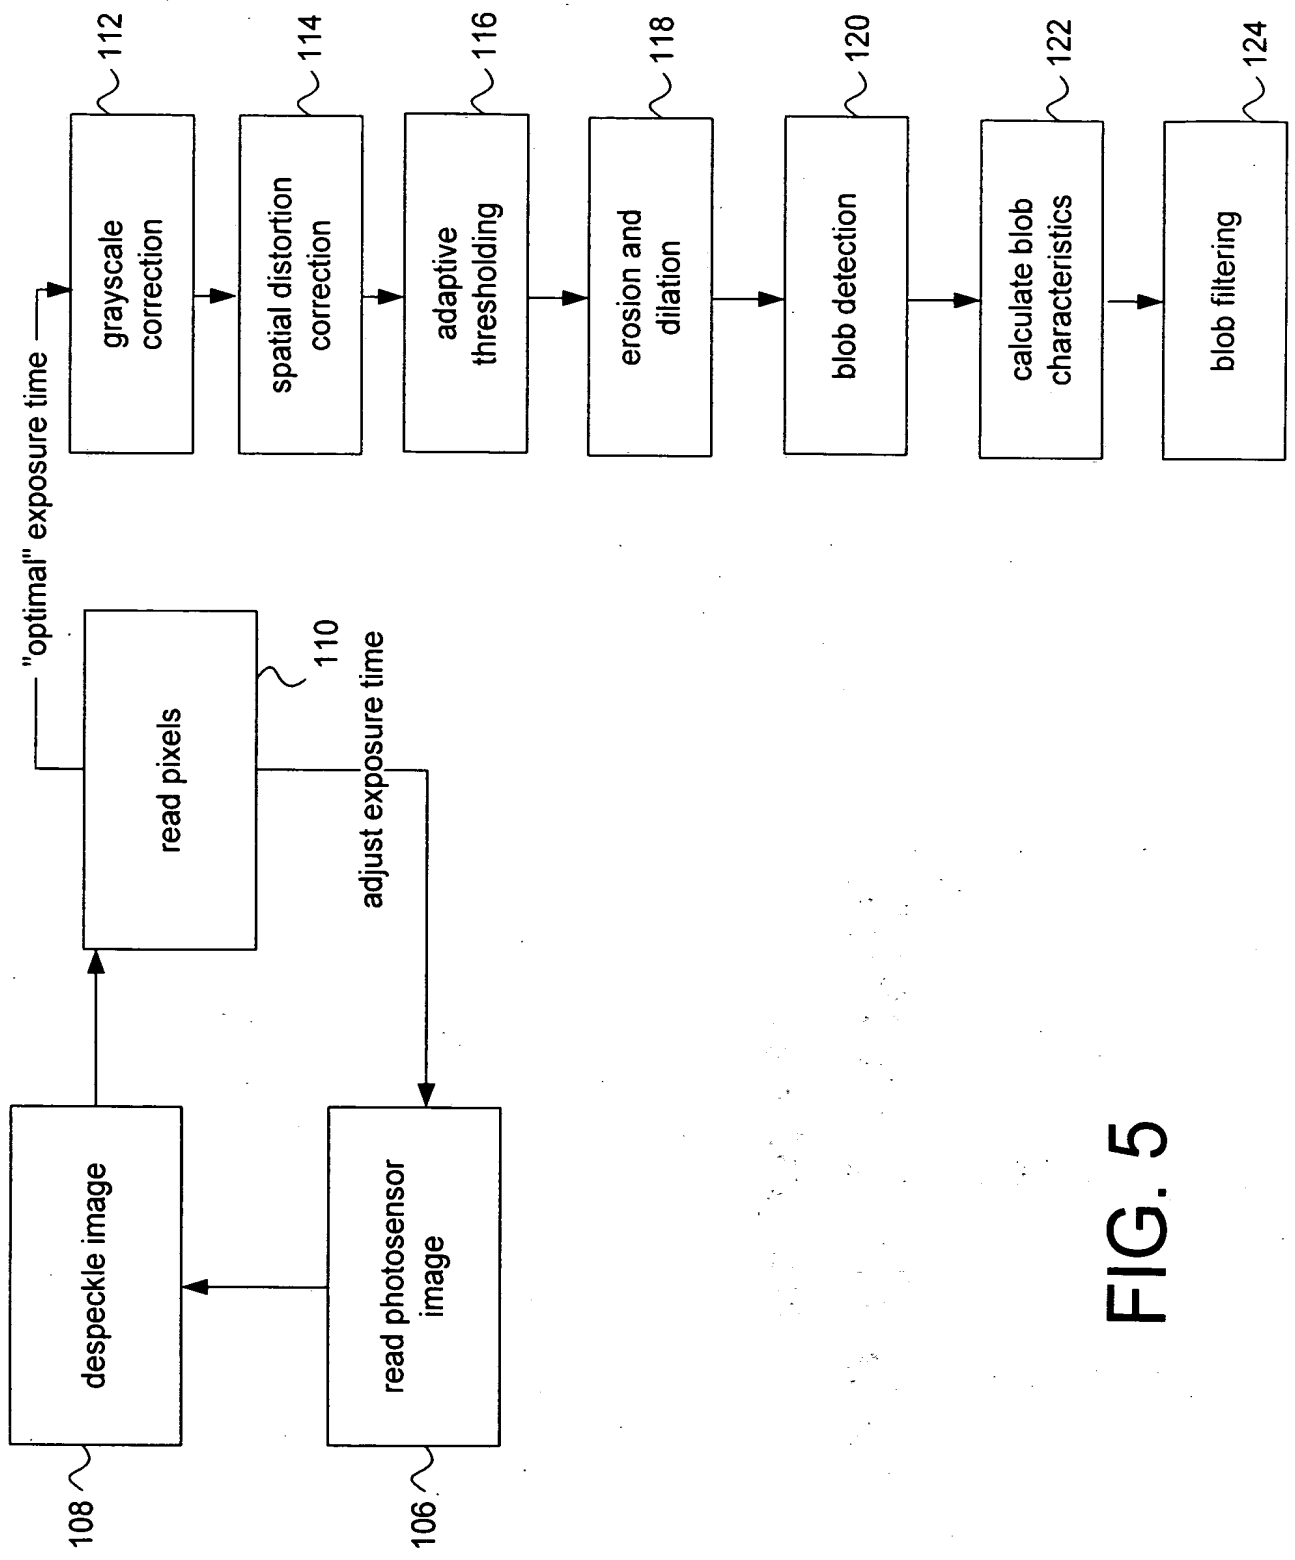 108
despeckle image
106
read photosensor
image
read pixels
110
adjust exposure time
"optimal" exposure time
grayscale
correction
112
spatial distortion
correction
114
adaptive
thresholding
116
erosion and
dilation
118
blob detection
120
calculate blob
characteristics
122
blob filtering
124
FIG. 5